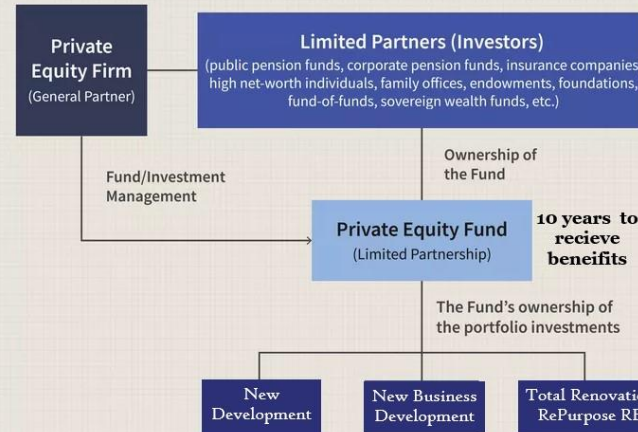 Private
Equity Firm
(General Partner)
Limited Partners (Investors)
(public pension funds, corporate pension funds, insurance companies
high net-worth individuals, family offices, endowments, foundations,
fund-of-funds, sovereign wealth funds, etc.)
Ownership of
the Fund
Fund/Investment
Management
Private Equity Fund
(Limited Partnership)
10 years to
recieve
beneifits
The Fund's ownership of
the portfolio investments
New
Development
New Business
Development
Total
RePurpose